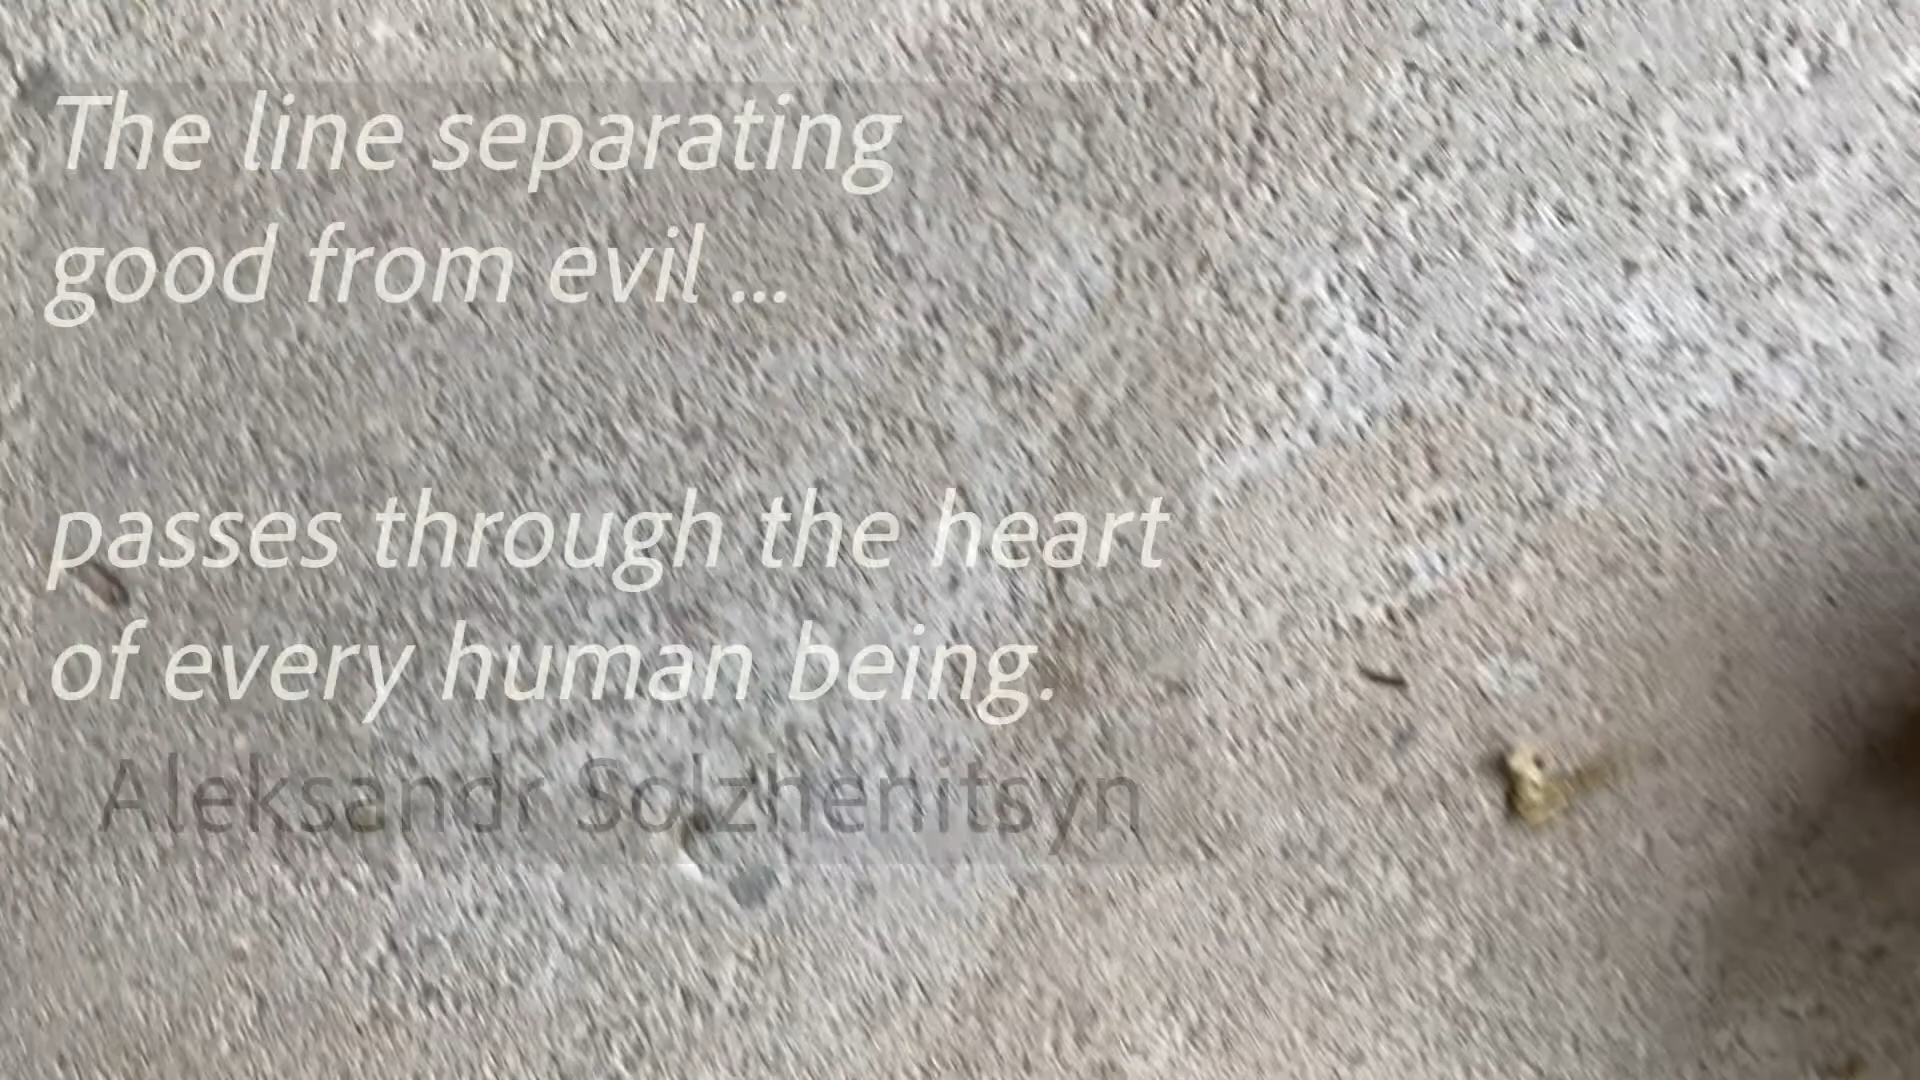 The line separating
good from evil ...
passes through the heart
of every human being.
Aleksandr Solzhenitsyn